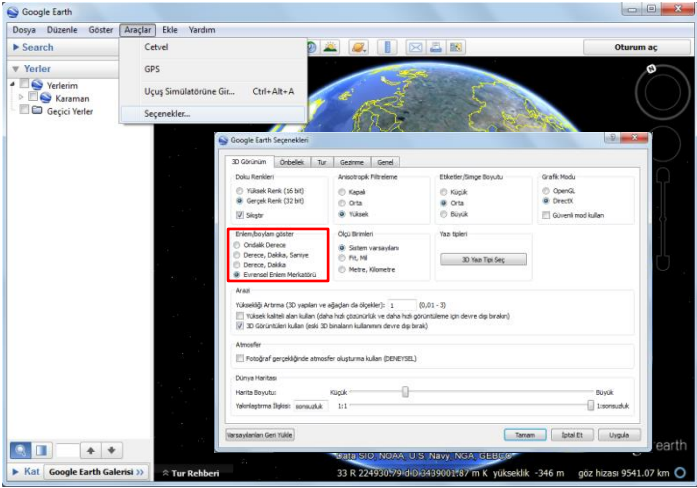 Google Earth
Dosya Düzenle Göster Araçlar Ekle Yardım
Search
Oturum aç
Cetvel
GPS
Uçuş Simülatörüne Gir... Ctrl+Alt+A
Seçenekler...
Yerler
Yerlerim
Karaman
Geçici Yerler
Google Earth Seçenekleri
3D Görünüm Önbellek Tur Gezinme Genel
Doku Renkleri Anisotropik Filtreleme Etiketler/Simge Boyutu Grafik Modu
Yüksek Renk (16 bit) Kapalı Küçük OpenGL
Gerçek Renk (32 bit) Orta Orta DirectX
Sıkıştır Yüksek Büyük Güvenli mod kullan
Enlem/boylam göster Ölçü Birimleri Yazı tipleri
Ondalık Derece Sistem varsayılanı
Derece, Dakika, Saniye Fit, Mil 3D Yazı Tipi Seç
Derece, Dakika Metre, Kilometre
Evrensel Enlem Merkatörü
Arazi
Yüksekliği Artırma (3D yapıları ve ağaçları da ölçekler): 1 (0,01 - 3)
Yüksek kaliteli alan kullan (daha hızlı çözünürlük ve daha hızlı görüntüleme için devre dışı bırakın)
3D Görüntüleri kullan (eski 3D binaların kullanımını devre dışı bırak)
Atmosfer
Fotoğraf gerçekliğinde atmosfer oluşturma kullan (DENEYSEL)
Dünya Haritası
Harita Boyutu: Küçük Büyük
Yakınlaştırma İlişkisi: sonsuzluk 1:1 1:sonsuzluk
Varsayılanları Geri Yükle Tamam İptal Et Uygula
earth
Data SIO, NOAA, U.S. Navy, NGA, GEBCO
Kat Google Earth Galerisi >> Tur Rehberi
yükseklik -346 m göz hizası 9541.07 km